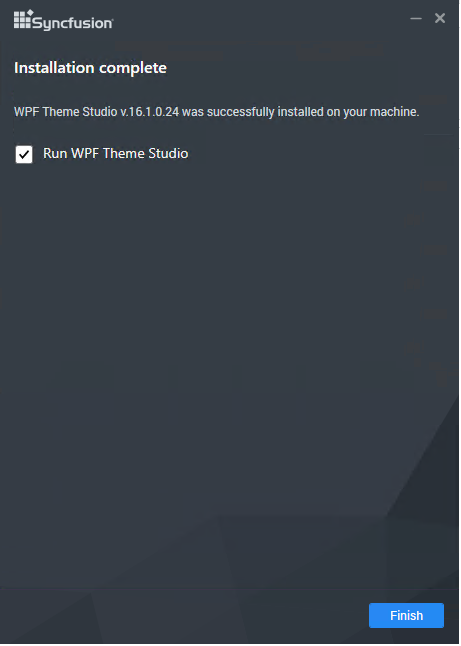 Syncfusion
Installation complete
WPF Theme Studio v.16.1.0.24 was successfully installed on your machine.
Run WPF Theme Studio
Finish